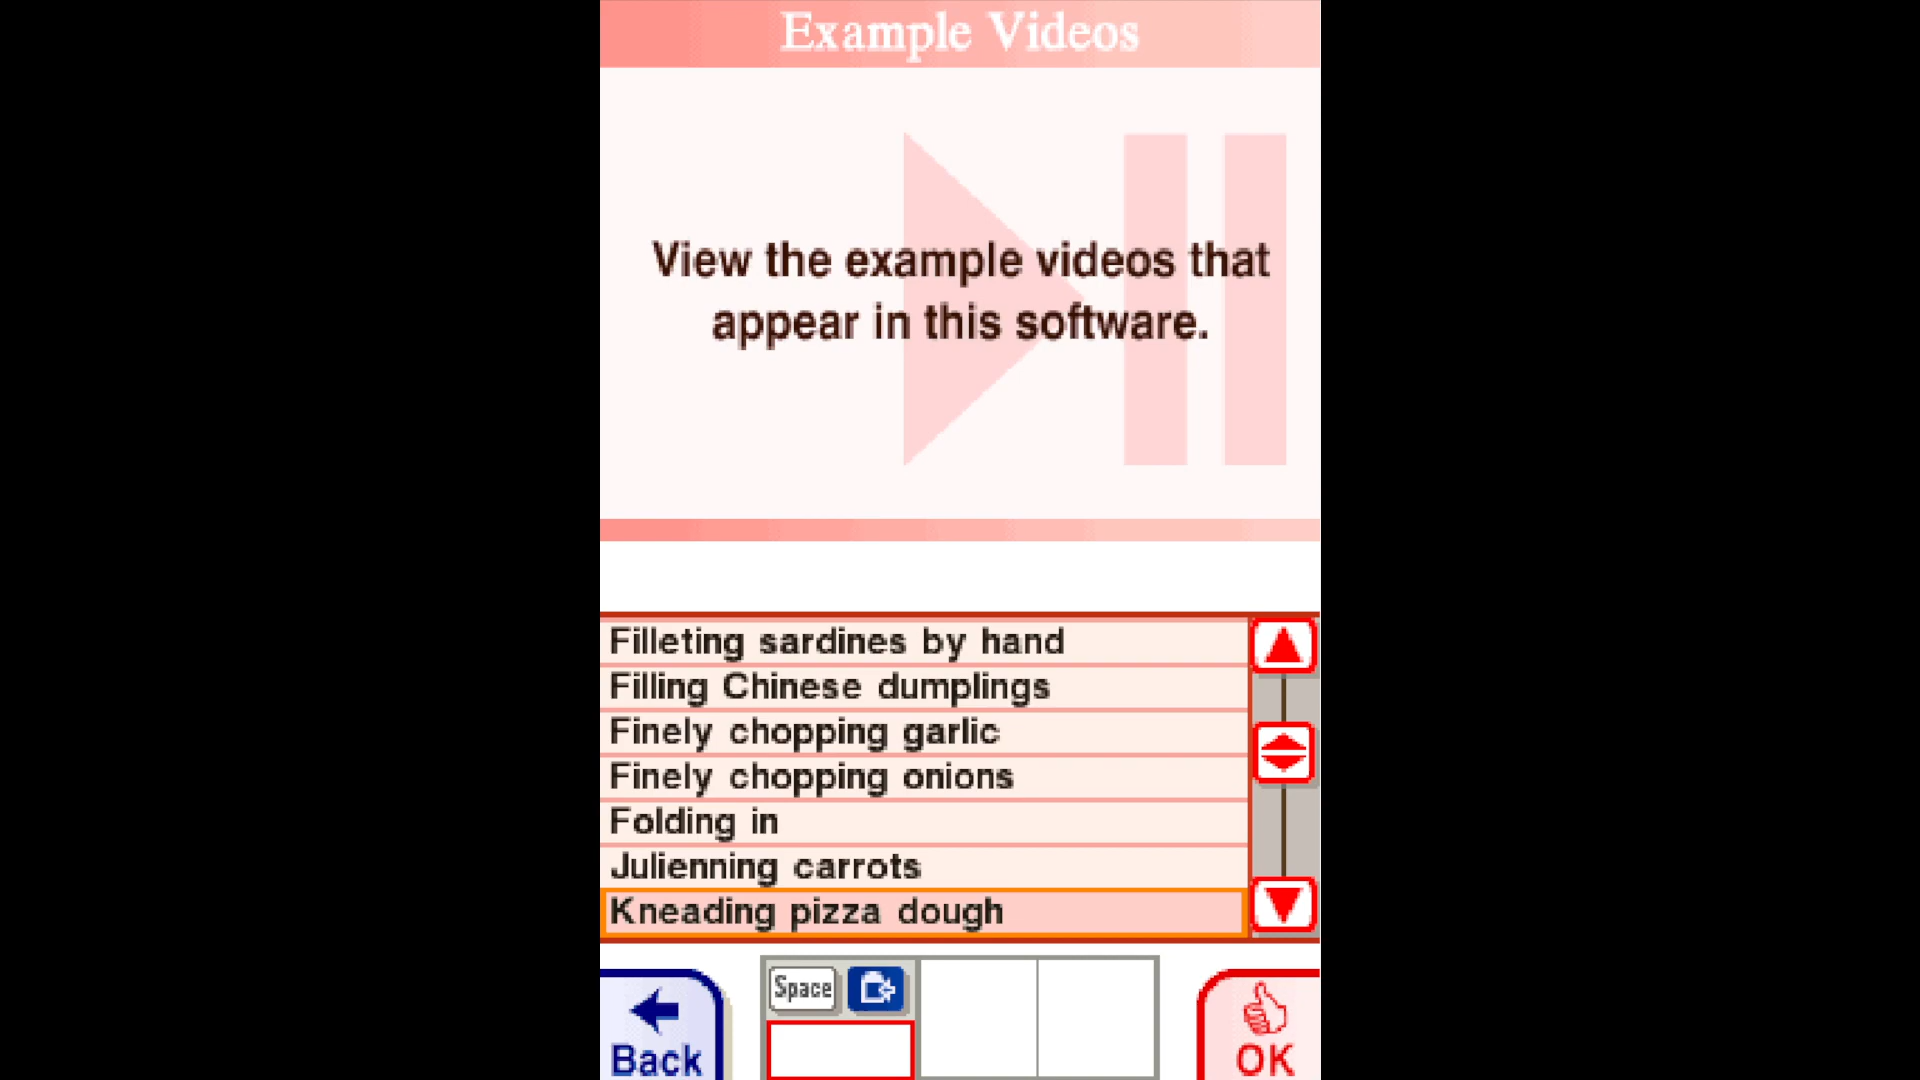 Example Videos
View the example videos that
appear in this software.
Filleting sardines by hand
Filling Chinese dumplings
Finely chopping garlic
Finely chopping onions
Folding in
Julienning carrots
Kneading pizza dough
Space
Back
OK